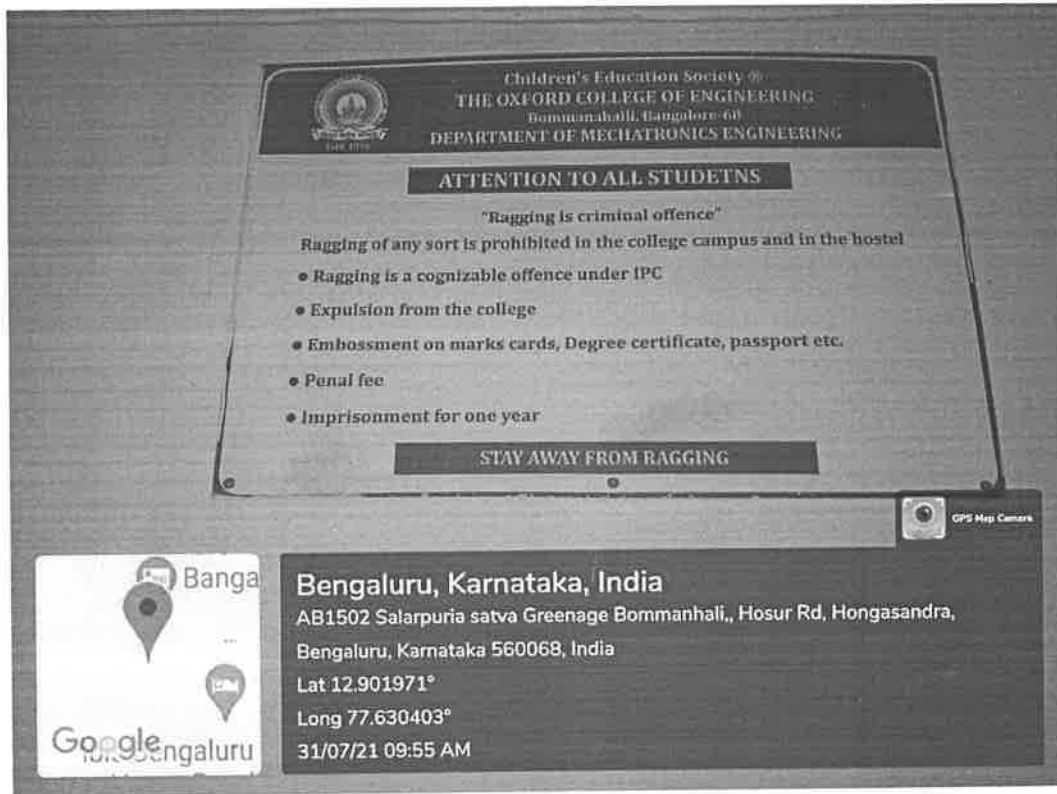 Children's Education Society ®
THE OXFORD COLLEGE OF ENGINEERING
Bommanahalli, Bangalore-68
DEPARTMENT OF MECHATRONICS ENGINEERING
ATTENTION TO ALL STUDETNS
"Ragging is criminal offence"
Ragging of any sort is prohibited in the college campus and in the hostel
● Ragging is a cognizable offence under IPC
● Expulsion from the college
● Embossment on marks cards, Degree certificate, passport etc.
● Penal fee
● Imprisonment for one year
STAY AWAY FROM RAGGING
GPS Map Camera
Banga
Google
engaluru
Bengaluru, Karnataka, India
AB1502 Salarpuria satva Greenage Bommanhali,, Hosur Rd, Hongasandra,
Bengaluru, Karnataka 560068, India
Lat 12.901971°
Long 77.630403°
31/07/21 09:55 AM